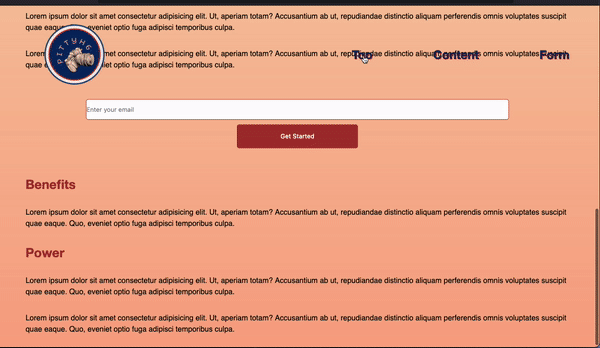 Lorem ipsum dolor sit amet consectetur adipisicing elit. Ut, aperiam totam? Accusantium ab ut, repudiandae distinctio aliquam perferendis omnis voluptates suscipit
quae eaque. Quo, eveniet optio fuga adipisci temporibus culpa.
PITTYH6
Top
Content
Form
Lorem ipsum dolor sit amet consectetur adipisicing elit. Ut, aperiam totam? Accusantium ab ut, repudiandae distinctio aliquam perferendis omnis voluptates suscipit
quae eaque. Quo, eveniet optio fuga adipisci temporibus culpa.
Enter your email
Get Started
Benefits
Lorem ipsum dolor sit amet consectetur adipisicing elit. Ut, aperiam totam? Accusantium ab ut, repudiandae distinctio aliquam perferendis omnis voluptates suscipit
quae eaque. Quo, eveniet optio fuga adipisci temporibus culpa.
Power
Lorem ipsum dolor sit amet consectetur adipisicing elit. Ut, aperiam totam? Accusantium ab ut, repudiandae distinctio aliquam perferendis omnis voluptates suscipit
quae eaque. Quo, eveniet optio fuga adipisci temporibus culpa.
Lorem ipsum dolor sit amet consectetur adipisicing elit. Ut, aperiam totam? Accusantium ab ut, repudiandae distinctio aliquam perferendis omnis voluptates suscipit
quae eaque. Quo, eveniet optio fuga adipisci temporibus culpa.